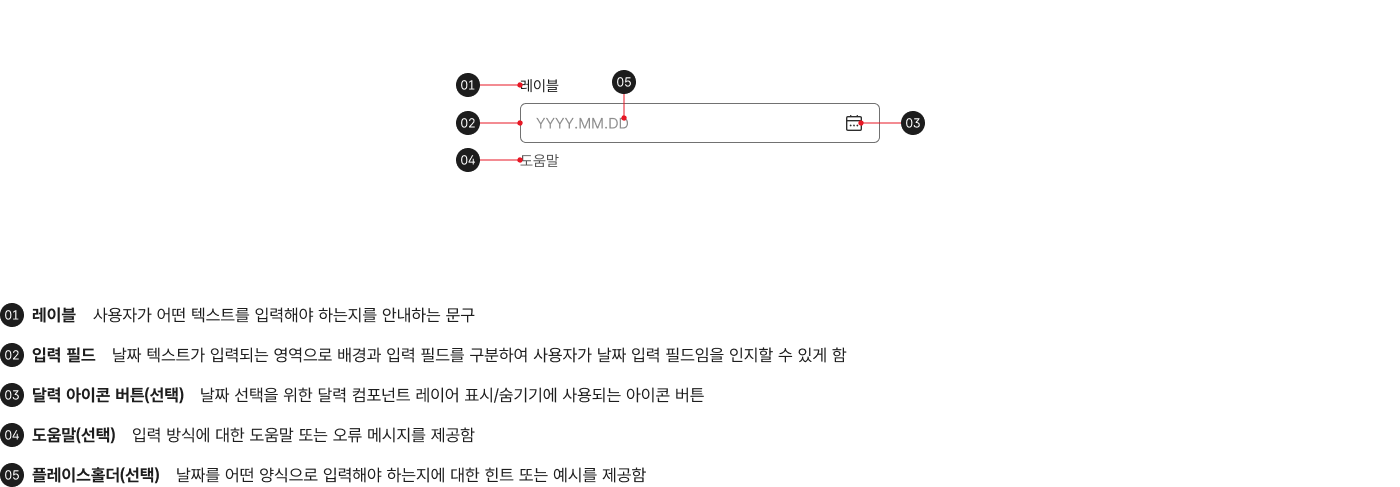 01 레이블 05
02 YYYY.MM.DD 03
04 도움말
01 레이블 사용자가 어떤 텍스트를 입력해야 하는지를 안내하는 문구
02 입력 필드 날짜 텍스트가 입력되는 영역으로 배경과 입력 필드를 구분하여 사용자가 날짜 입력 필드임을 인지할 수 있게 함
03 달력 아이콘 버튼(선택) 날짜 선택을 위한 달력 컴포넌트 레이어 표시/숨기기에 사용되는 아이콘 버튼
04 도움말(선택) 입력 방식에 대한 도움말 또는 오류 메시지를 제공함
05 플레이스홀더(선택) 날짜를 어떤 양식으로 입력해야 하는지에 대한 힌트 또는 예시를 제공함